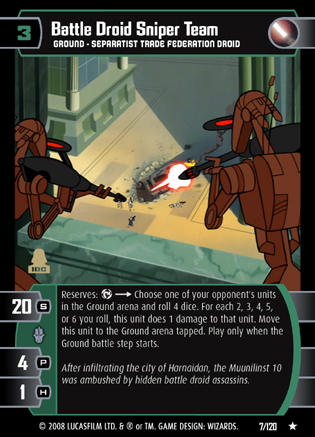 3
Battle Droid Sniper Team
GROUND - SEPARATIST TRADE FEDERATION DROID
IDC
20 S
4 P
1 H
Reserves: → Choose one of your opponent's units
in the Ground arena and roll 4 dice. For each 2, 3, 4, 5,
or 6 you roll, this unit does 1 damage to that unit. Move
this unit to the Ground arena tapped. Play only when the
Ground battle step starts.
After infiltrating the city of Harnaidan, the Muunilinst 10
was ambushed by hidden battle droid assassins.
© 2008 LUCASFILM LTD. & ® or TM. GAME DESIGN: WIZARDS. 7/120 ★